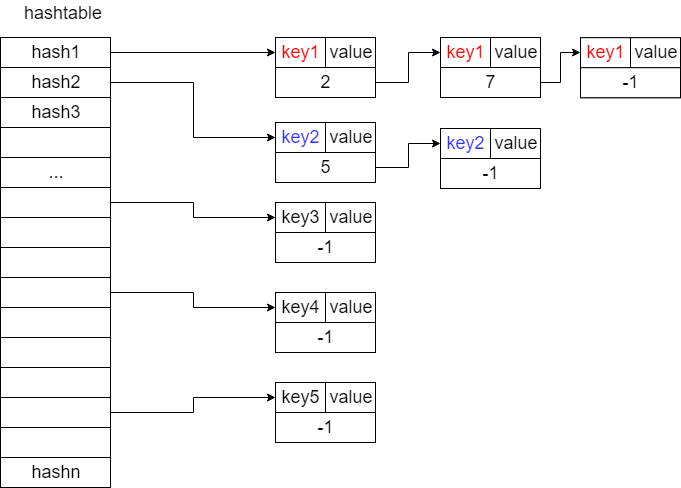 hashtable
hash1
key1 value
2
key1 value
7
key1 value
-1
hash2
hash3
key2 value
5
key2 value
-1
...
key3 value
-1
key4 value
-1
key5 value
-1
hashn